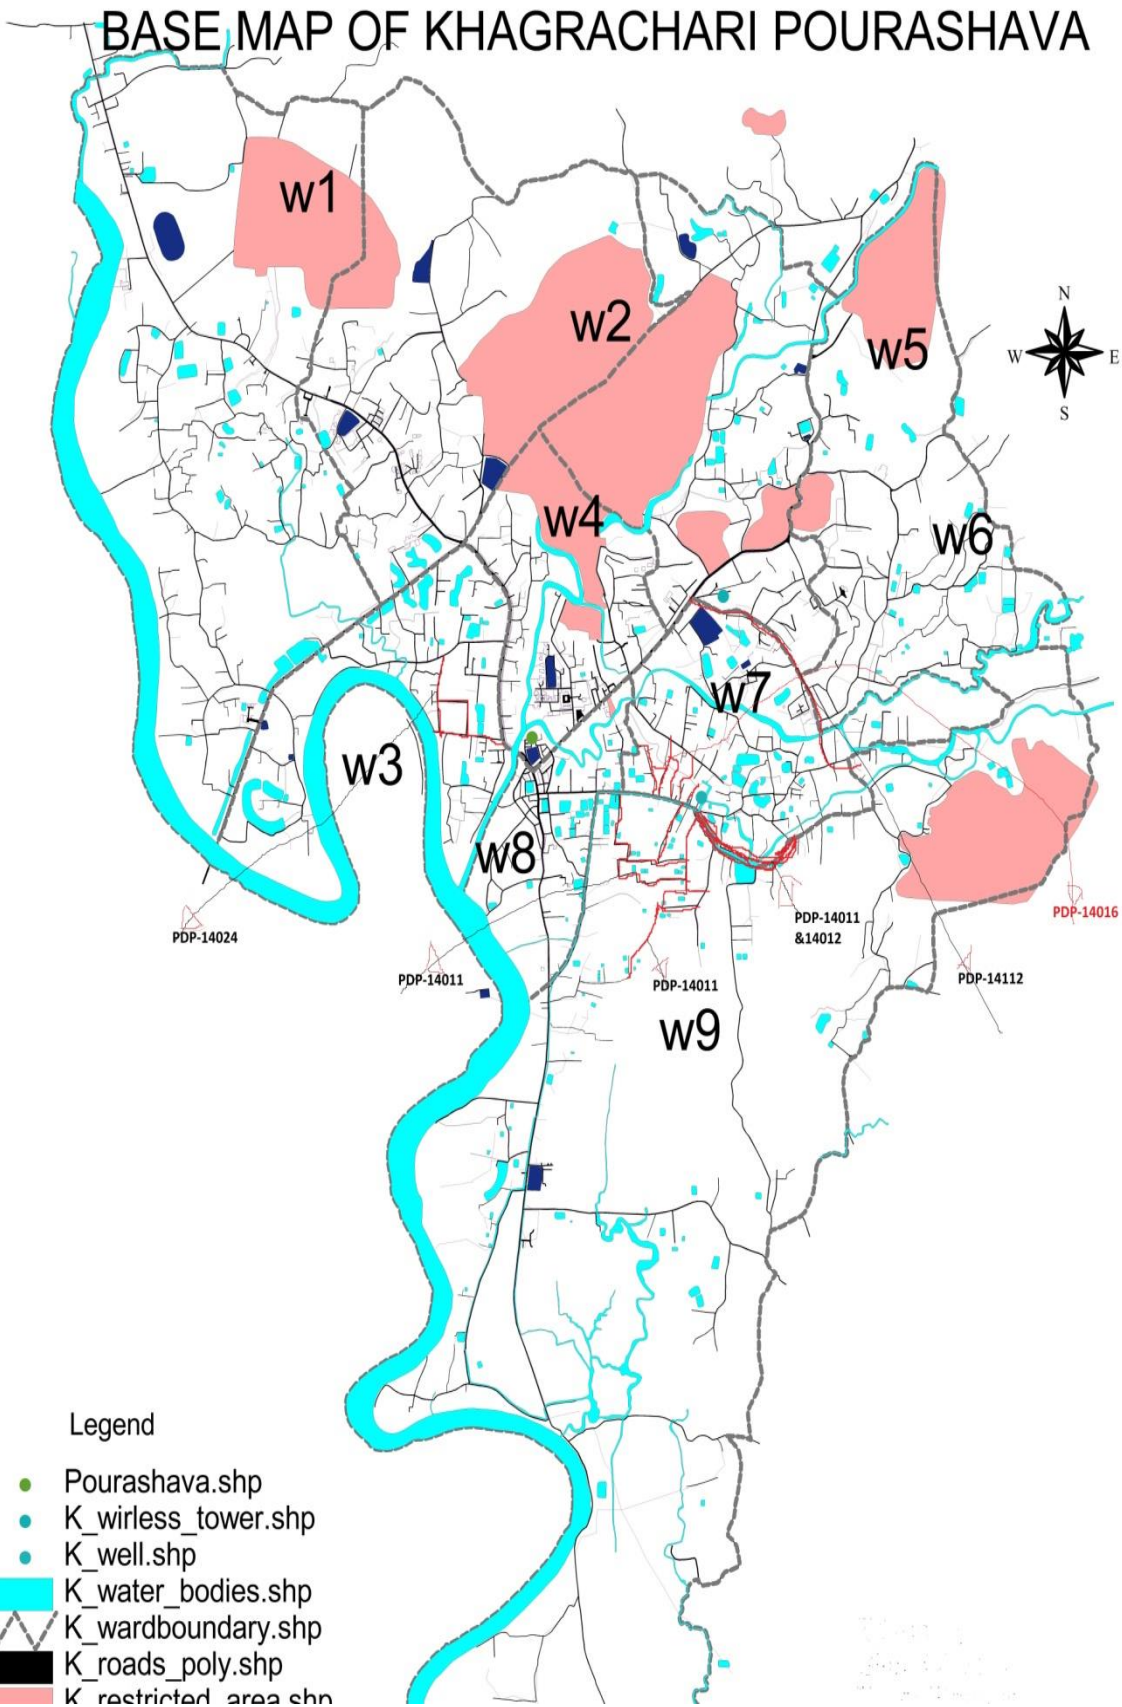 BASE MAP OF KHAGRACHARI POURASHAVA
w1
w2
w5
N
W
E
S
w4
w6
w7
w3
w8
PDP-14024
PDP-14011
PDP-14011
PDP-14011
&14012
PDP-14016
PDP-14112
w9
Legend
Pourashava.shp
K_wirless_tower.shp
K_well.shp
K_water_bodies.shp
K_wardboundary.shp
K_roads_poly.shp
K_restricted_area.shp